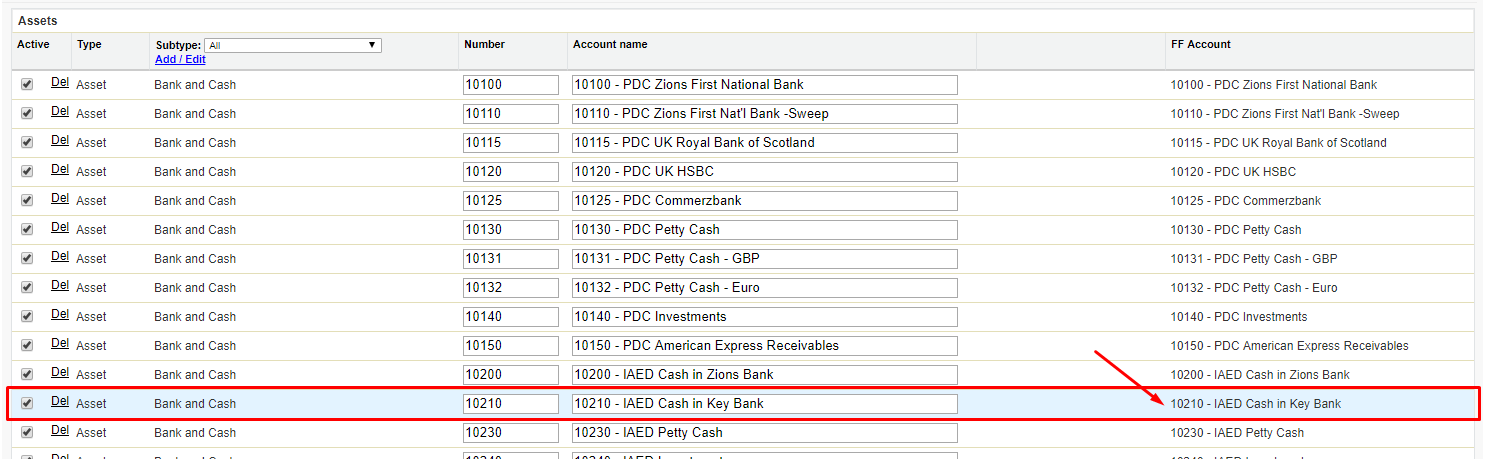 Assets
Active Type Subtype: All Number Account name FF Account
Add / Edit
Del Asset Bank and Cash 10100 10100 - PDC Zions First National Bank 10100 - PDC Zions First National Bank
Del Asset Bank and Cash 10110 10110 - PDC Zions First Nat'l Bank -Sweep 10110 - PDC Zions First Nat'l Bank -Sweep
Del Asset Bank and Cash 10115 10115 - PDC UK Royal Bank of Scotland 10115 - PDC UK Royal Bank of Scotland
Del Asset Bank and Cash 10120 10120 - PDC UK HSBC 10120 - PDC UK HSBC
Del Asset Bank and Cash 10125 10125 - PDC Commerzbank 10125 - PDC Commerzbank
Del Asset Bank and Cash 10130 10130 - PDC Petty Cash 10130 - PDC Petty Cash
Del Asset Bank and Cash 10131 10131 - PDC Petty Cash - GBP 10131 - PDC Petty Cash - GBP
Del Asset Bank and Cash 10132 10132 - PDC Petty Cash - Euro 10132 - PDC Petty Cash - Euro
Del Asset Bank and Cash 10140 10140 - PDC Investments 10140 - PDC Investments
Del Asset Bank and Cash 10150 10150 - PDC American Express Receivables 10150 - PDC American Express Receivables
Del Asset Bank and Cash 10200 10200 - IAED Cash in Zions Bank 10200 - IAED Cash in Zions Bank
Del Asset Bank and Cash 10210 10210 - IAED Cash in Key Bank 10210 - IAED Cash in Key Bank
Del Asset Bank and Cash 10230 10230 - IAED Petty Cash 10230 - IAED Petty Cash
Del